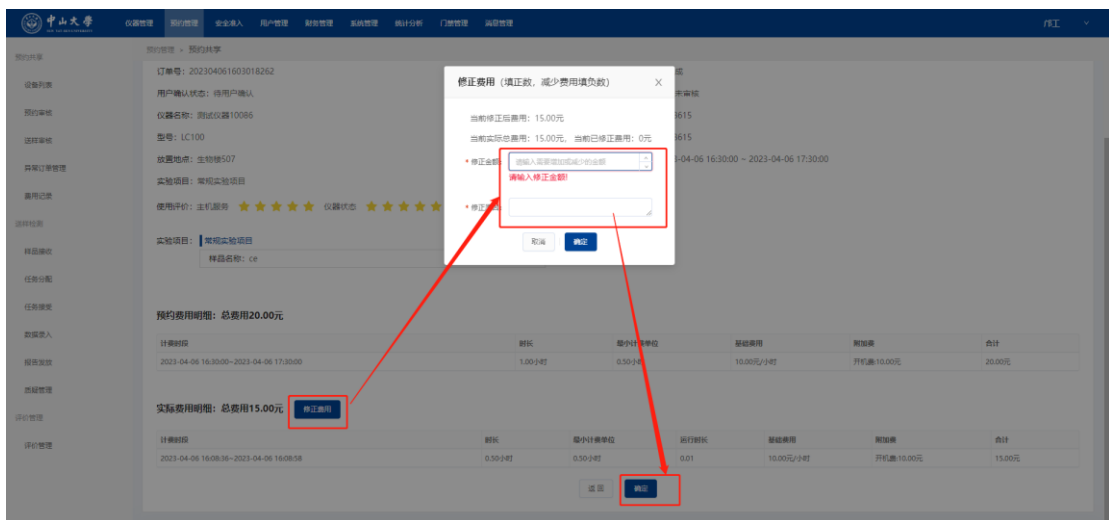 中山大學
仪器管理 预约管理 安全准入 用户管理 财务管理 系统管理 统计分析 门禁管理 消息管理
预约管理 > 预约共享
预约共享
设备列表
预约审核
送样审核
异常订单管理
费用记录
送样检测
样品接收
任务分配
任务接受
数据录入
报告发放
质疑管理
评价管理
评价管理
订单号：202304061603018262
用户确认状态：待用户确认
仪器名称：测试仪器10086
型号：LC100
放置地点：生物楼507
实验项目：常规实验项目
使用评价：主机服务 ★★★★★ 仪器状态 ★★★★★
未审核
3615
3615
-04-06 16:30:00 ~ 2023-04-06 17:30:00
修正费用（填正数，减少费用填负数） X
当前修正后费用：15.00元
当前实际总费用：15.00元， 当前已修正费用：0元
* 修正金额
请输入需要增加或减少的金额
请输入修正金额!
* 修正
取消 确定
实验项目：
常规实验项目
样品名称：ce
预约费用明细：总费用20.00元
计费时段 时长 最小计费单位 基础费用 附加费 合计
2023-04-06 16:30:00~2023-04-06 17:30:00 1.00小时 0.50小时 10.00元/小时 开机费:10.00元 20.00元
实际费用明细：总费用15.00元 修正费用
计费时段 时长 最小计费单位 运行时长 基础费用 附加费 合计
2023-04-06 16:08:36~2023-04-06 16:08:58 0.50小时 0.50小时 0.01 10.00元/小时 开机费:10.00元 15.00元
返回 确定